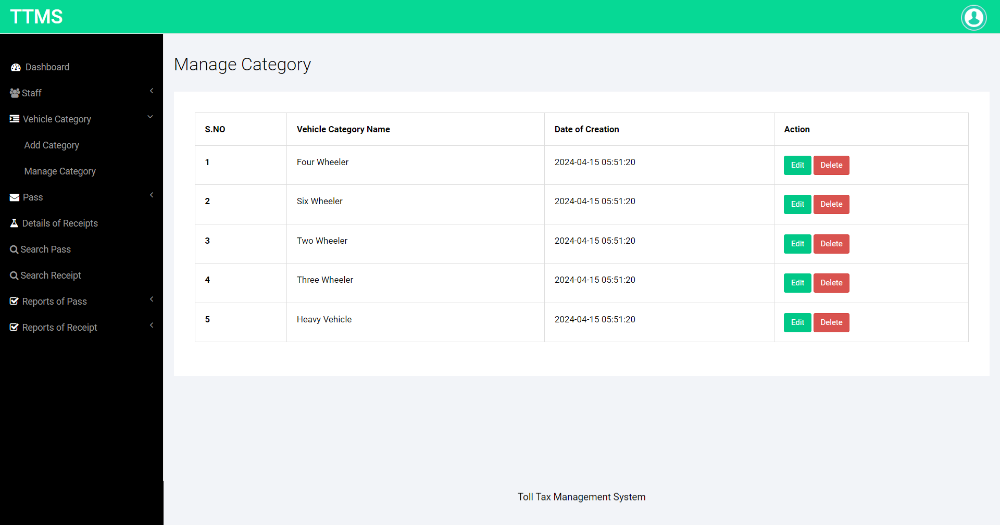 TTMS
Dashboard
Staff
Vehicle Category
Add Category
Manage Category
Pass
Details of Receipts
Search Pass
Search Receipt
Reports of Pass
Reports of Receipt
Manage Category
S.NO Vehicle Category Name Date of Creation Action
1 Four Wheeler 2024-04-15 05:51:20 Edit Delete
2 Six Wheeler 2024-04-15 05:51:20 Edit Delete
3 Two Wheeler 2024-04-15 05:51:20 Edit Delete
4 Three Wheeler 2024-04-15 05:51:20 Edit Delete
5 Heavy Vehicle 2024-04-15 05:51:20 Edit Delete
Toll Tax Management System